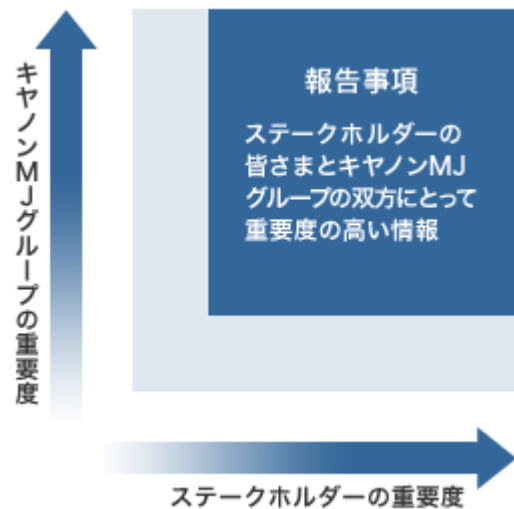 キヤノンMJグループの重要度
報告事項
ステークホルダーの
皆さまとキヤノンMJ
グループの双方にとって
重要度の高い情報
ステークホルダーの重要度